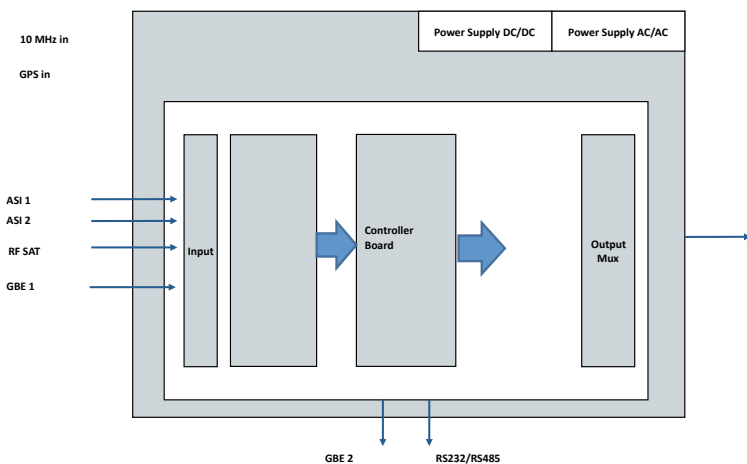 Power Supply DC/DC
Power Supply AC/AC
10 MHz in
GPS in
ASI 1
ASI 2
RF SAT
GBE 1
Input
Controller
Board
Output
Mux
GBE 2
RS232/RS485